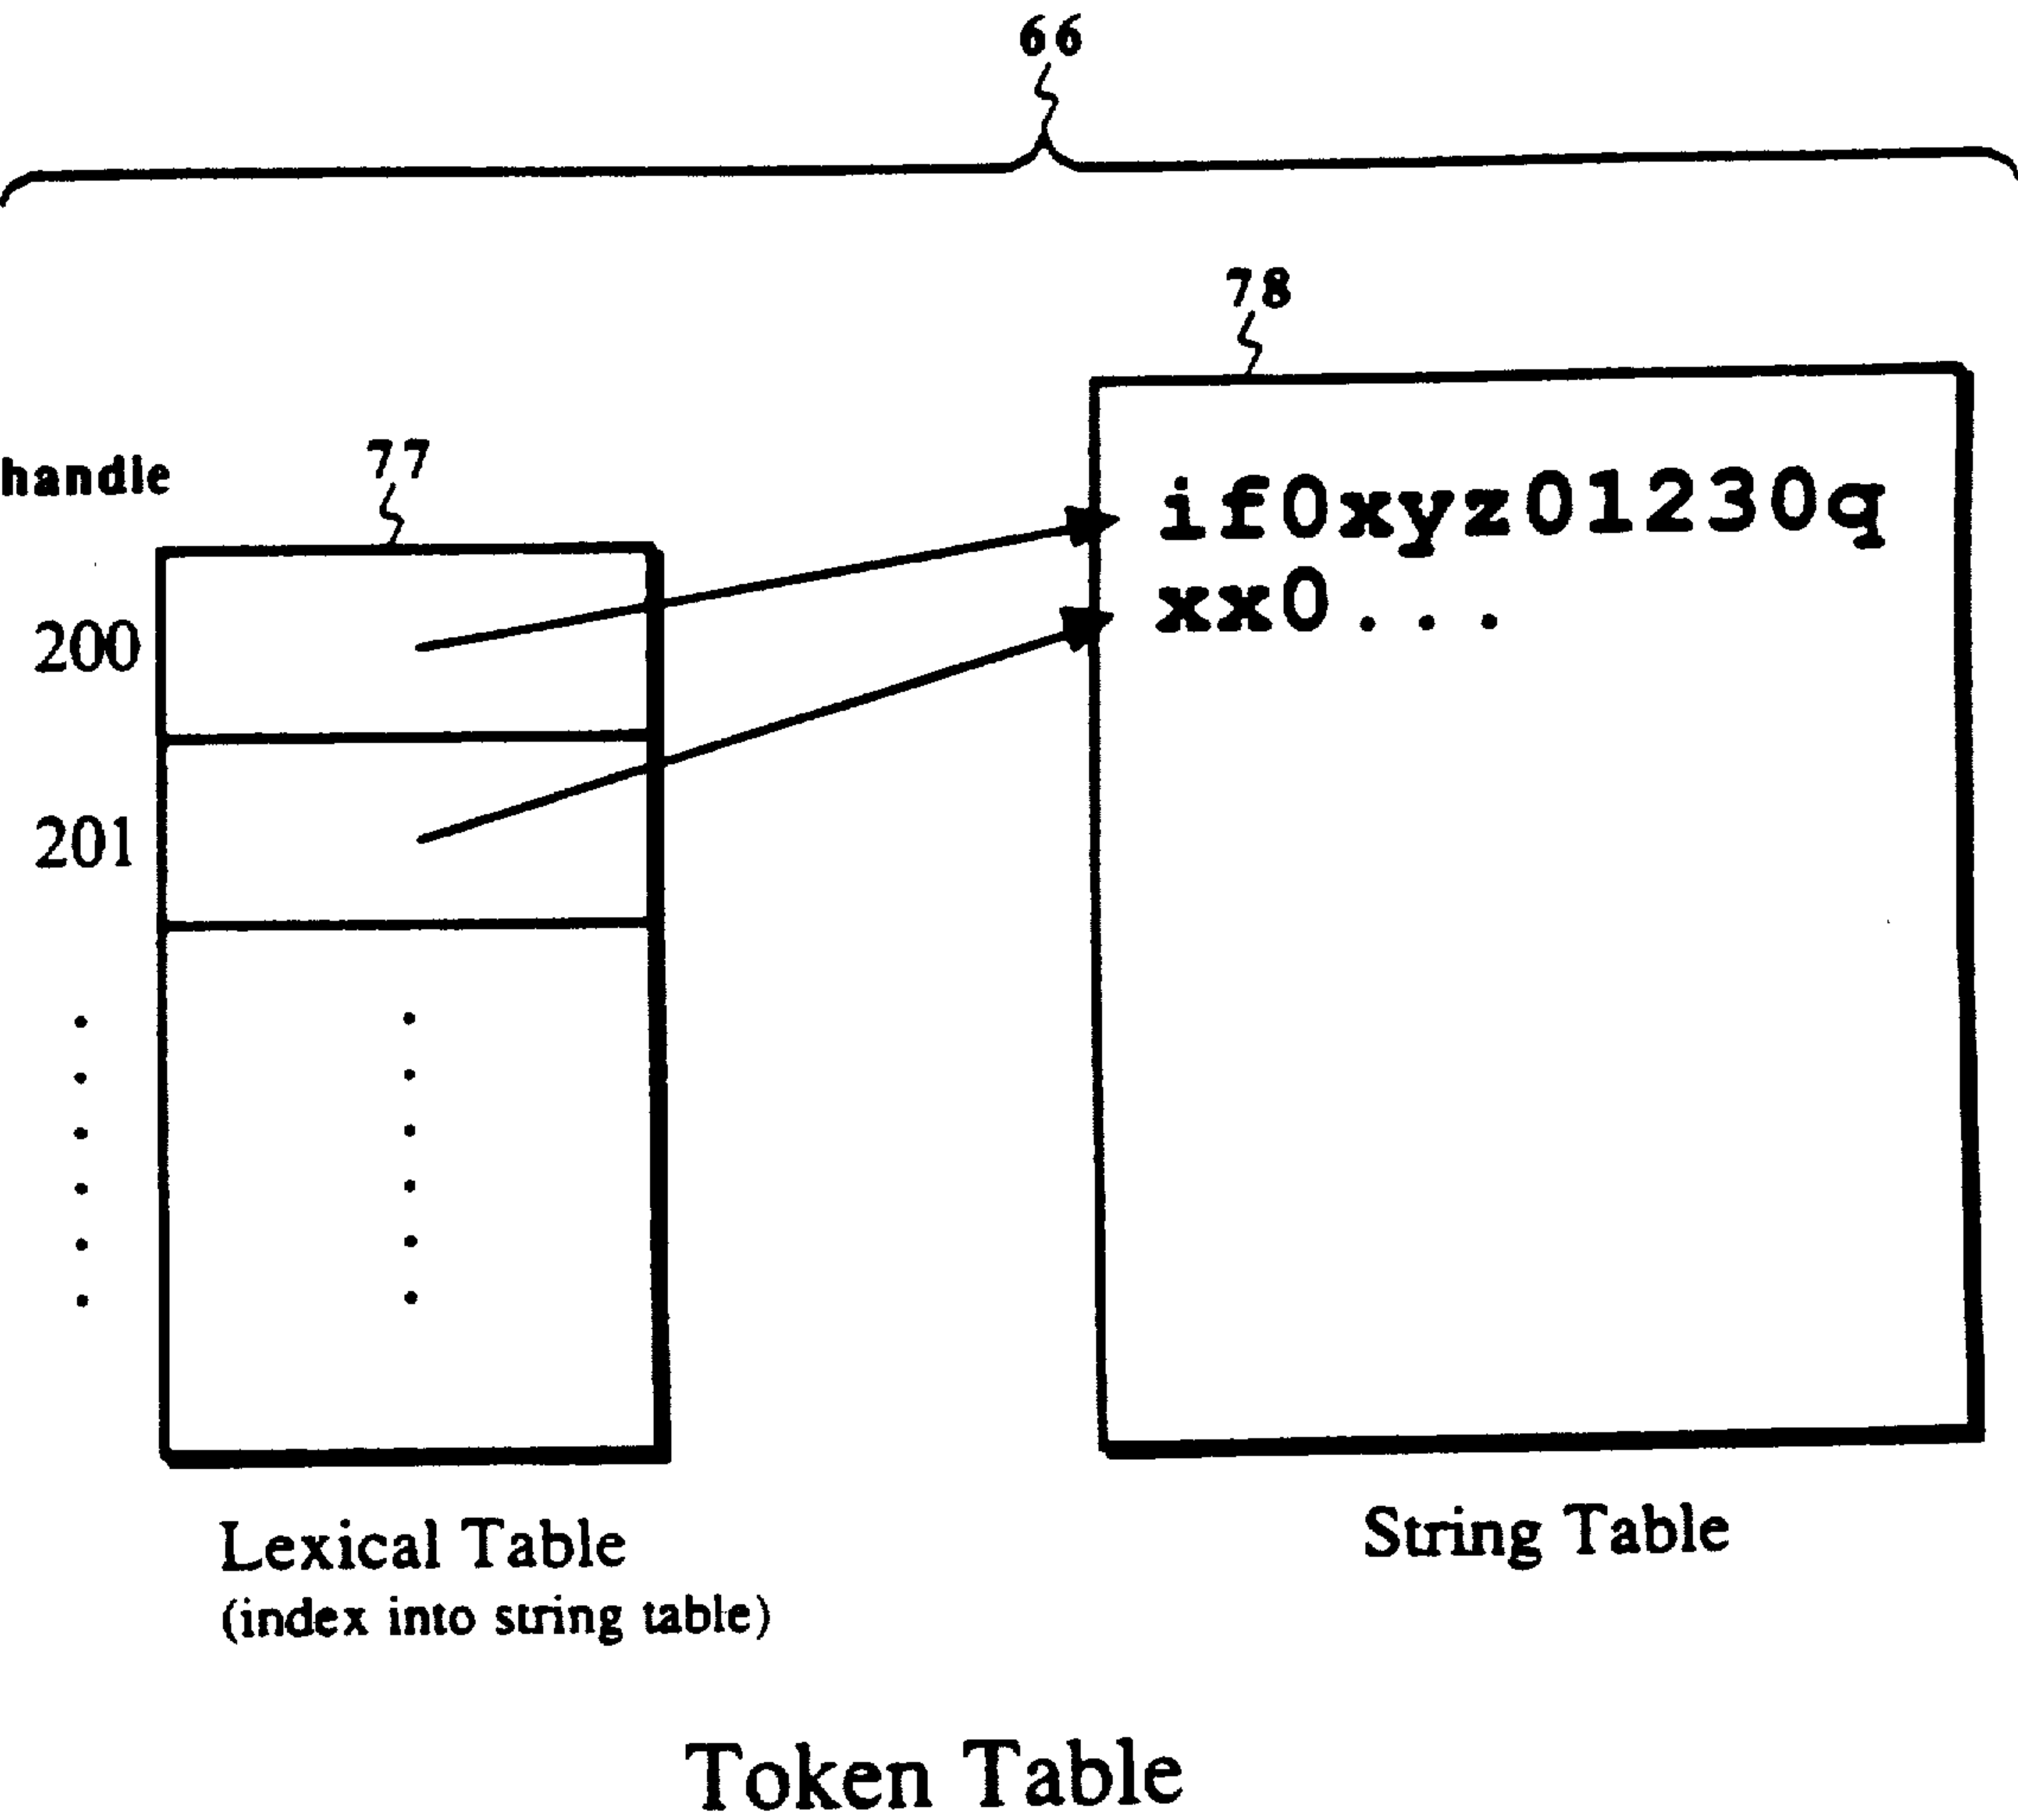 66
78
77
handle
if0xyz01230q
xx0...
200
201
Lexical Table
(index into string table)
String Table
Token Table